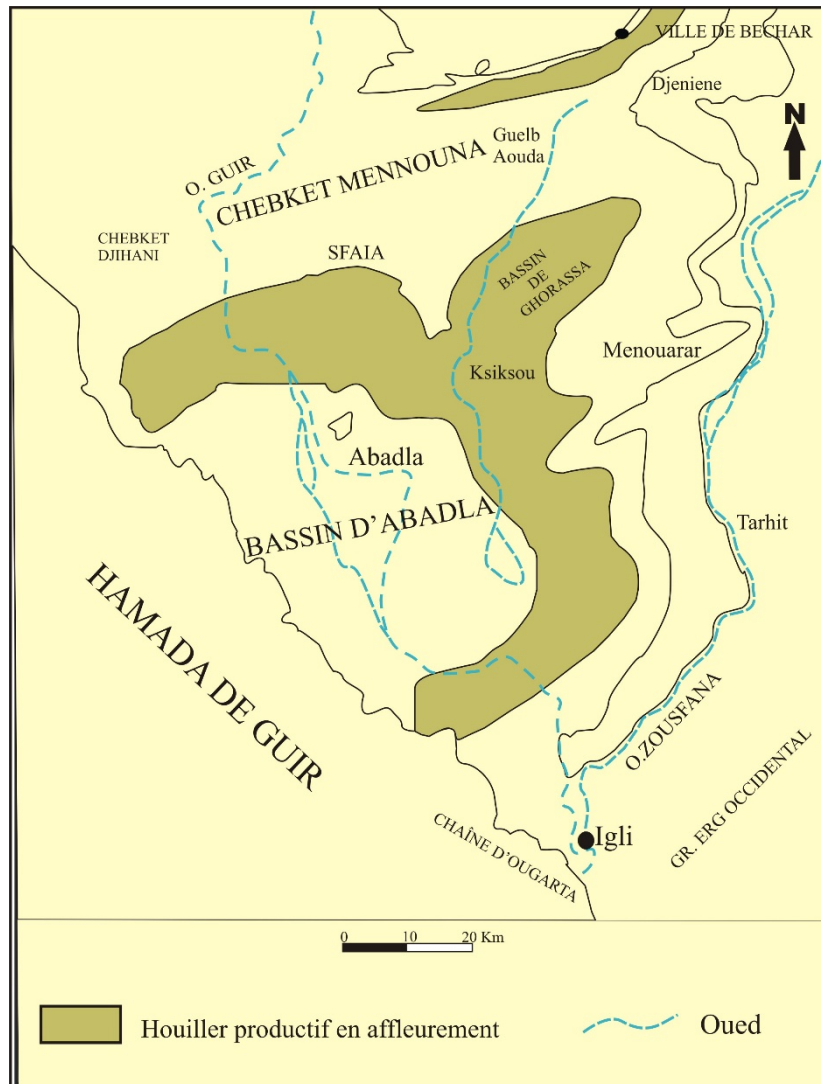 VILLE DE BECHAR
Djeniene
N
Guelb
Aouda
O. GUIR
CHEBKET MENNOUNA
CHEBKET
DJIHANI
SFAIA
BASSIN
DE
GHORASSA
Menouarar
Ksiksou
Abadla
BASSIN D'ABADLA
Tarhit
HAMADA DE GUIR
O.ZOUSFANA
GR. ERG OCCIDENTAL
Igli
CHAÎNE D'OUGARTA
0 10 20 Km
Houiller productif en affleurement
Oued